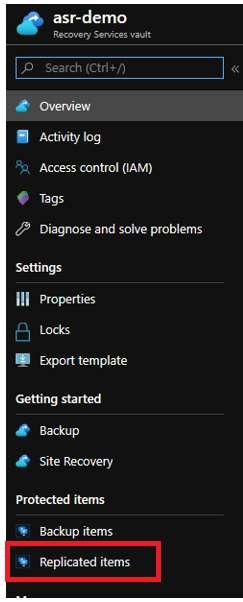 asr-demo
Recovery Services vault
Search (Ctrl+/)
«
Overview
Activity log
Access control (IAM)
Tags
Diagnose and solve problems
Settings
Properties
Locks
Export template
Getting started
Backup
Site Recovery
Protected items
Backup items
Replicated items